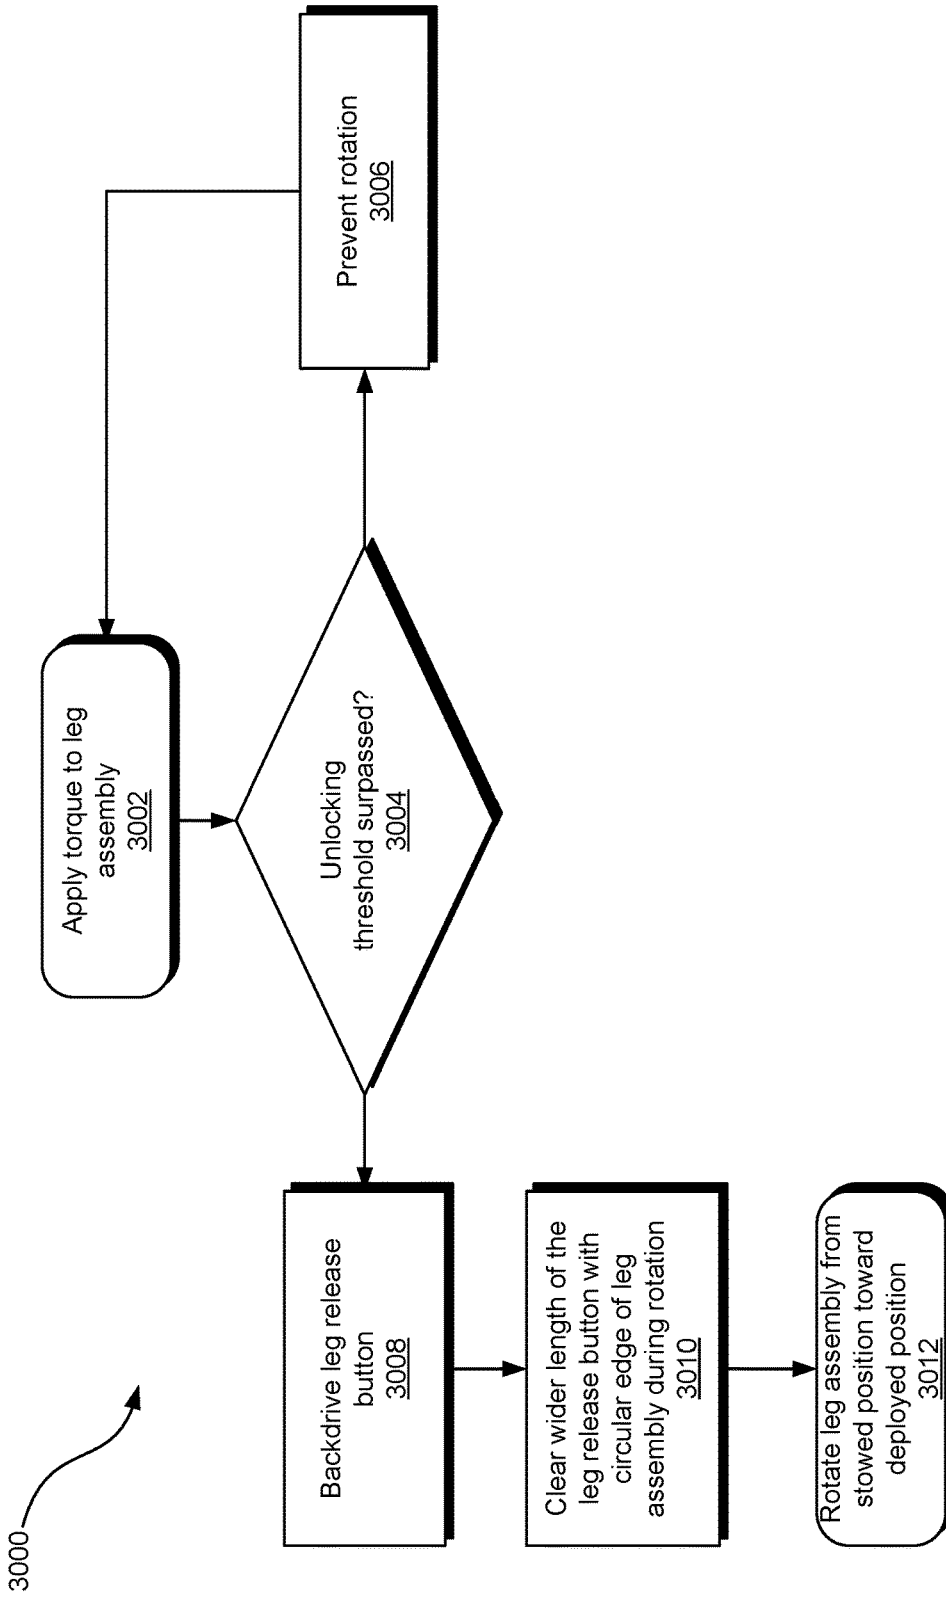 3000
Apply torque to leg
assembly
3002
Unlocking
threshold surpassed?
3004
Prevent rotation
3006
Backdrive leg release
button
3008
Clear wider length of the
leg release button with
circular edge of leg
assembly during rotation
3010
Rotate leg assembly from
stowed position toward
deployed position
3012